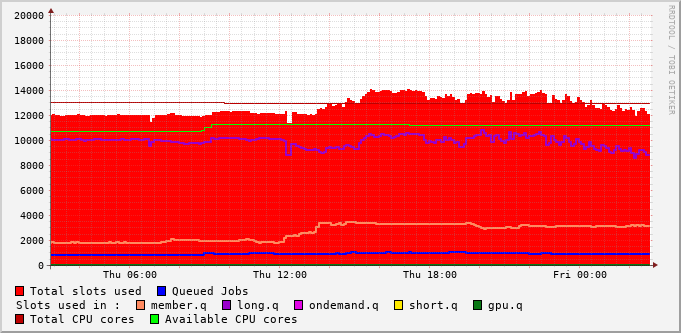 20000
18000
16000
14000
12000
10000
8000
6000
4000
2000
0
Thu 06:00 Thu 12:00 Thu 18:00 Fri 00:00
RRDTOOL / TOBI OETIKER
Total slots used Queued Jobs
Slots used in : member.q long.q ondemand.q short.q gpu.q
Total CPU cores Available CPU cores